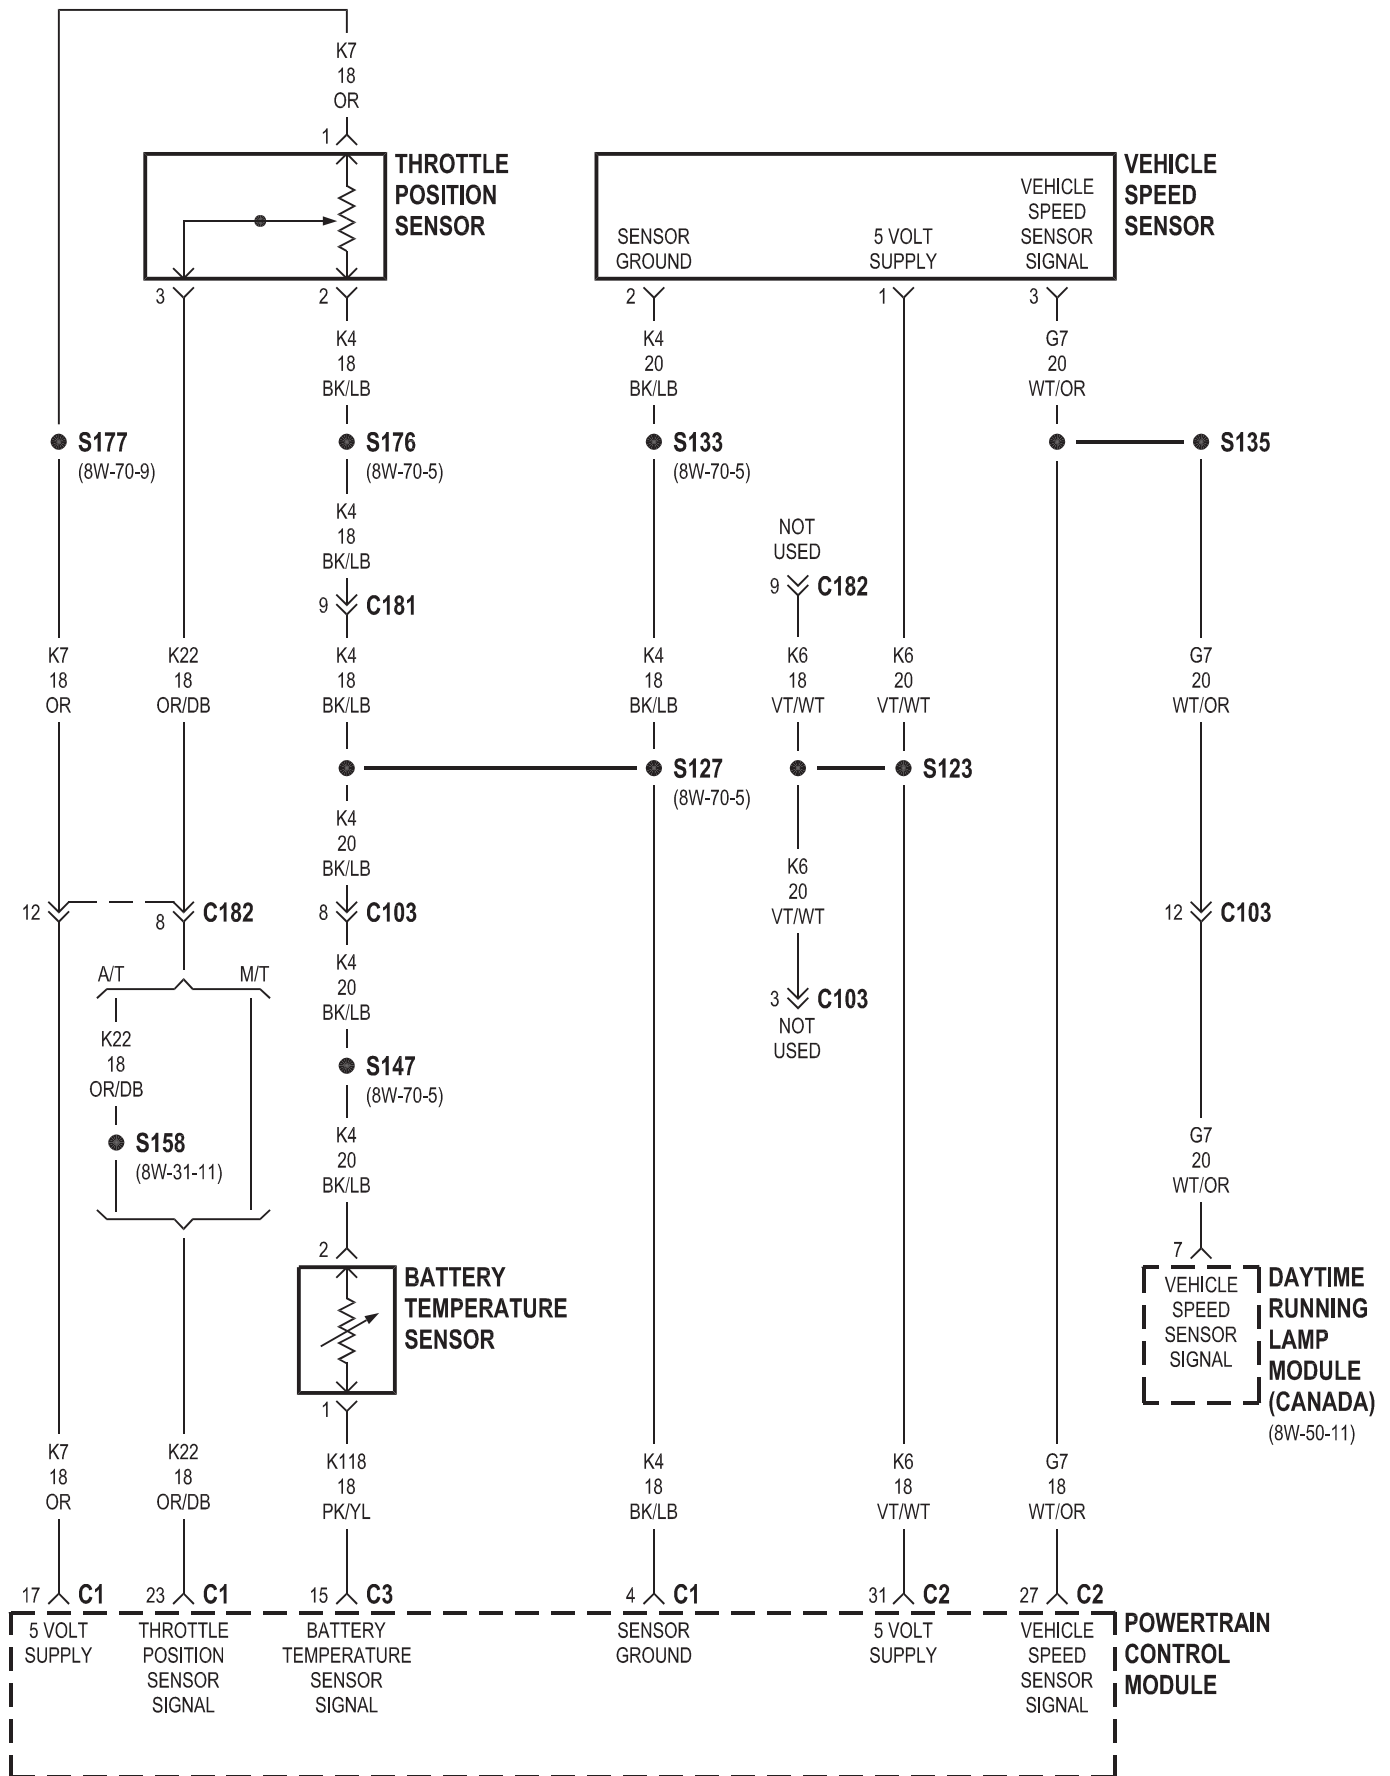 K7
18
OR
1
THROTTLE
POSITION
SENSOR
3
2
VEHICLE
SPEED
SENSOR
SENSOR
GROUND
5 VOLT
SUPPLY
VEHICLE
SPEED
SENSOR
SIGNAL
2
1
3
K4
18
BK/LB
K4
20
BK/LB
G7
20
WT/OR
S177
(8W-70-9)
S176
(8W-70-5)
S133
(8W-70-5)
S135
K4
18
BK/LB
NOT
USED
9
C182
9
C181
K7
18
OR
K22
18
OR/DB
K4
18
BK/LB
K4
18
BK/LB
K6
18
VT/WT
K6
20
VT/WT
G7
20
WT/OR
S127
(8W-70-5)
S123
K4
20
BK/LB
K6
20
VT/WT
12
8
C182
8
C103
12
C103
A/T
M/T
K4
20
BK/LB
3
C103
NOT
USED
K22
18
OR/DB
S147
(8W-70-5)
S158
(8W-31-11)
K4
20
BK/LB
G7
20
WT/OR
2
BATTERY
TEMPERATURE
SENSOR
1
7
VEHICLE
SPEED
SENSOR
SIGNAL
DAYTIME
RUNNING
LAMP
MODULE
(CANADA)
(8W-50-11)
K7
18
OR
K22
18
OR/DB
K118
18
PK/YL
K4
18
BK/LB
K6
18
VT/WT
G7
18
WT/OR
17
C1
23
C1
15
C3
4
C1
31
C2
27
C2
5 VOLT
SUPPLY
THROTTLE
POSITION
SENSOR
SIGNAL
BATTERY
TEMPERATURE
SENSOR
SIGNAL
SENSOR
GROUND
5 VOLT
SUPPLY
VEHICLE
SPEED
SENSOR
SIGNAL
POWERTRAIN
CONTROL
MODULE